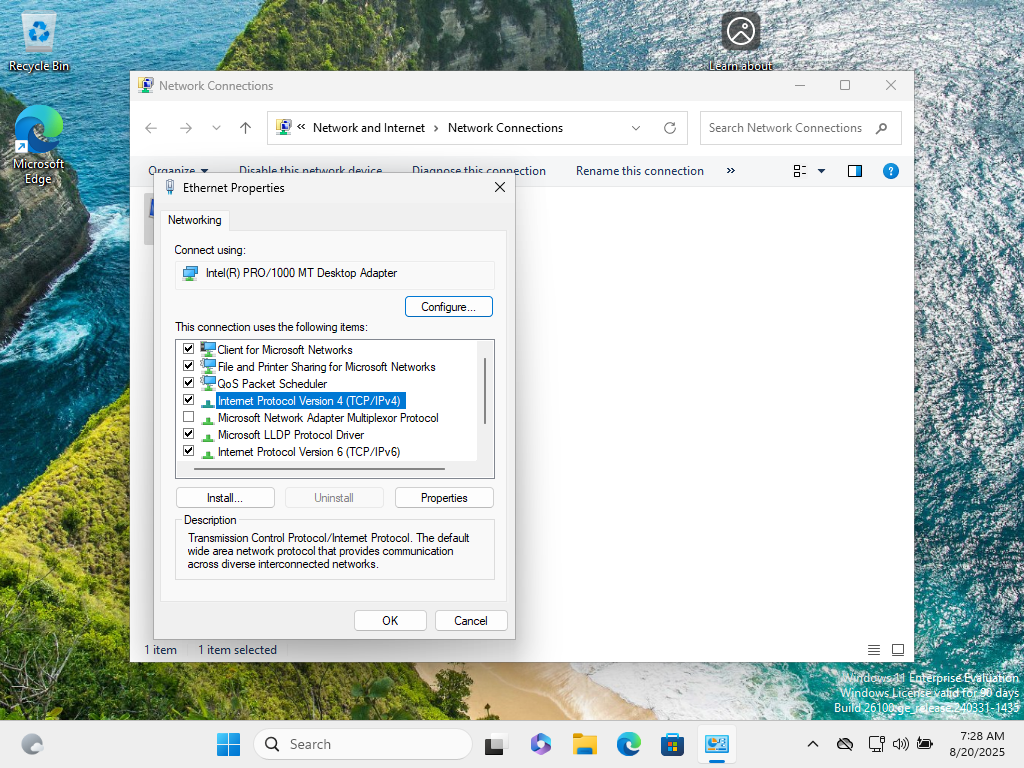 Recycle Bin
Learn about
Microsoft
Edge
Network Connections
Network and Internet
Network Connections
Search Network Connections
Organize
Disable this network device
Diagnose this connection
Rename this connection
Ethernet Properties
Networking
Connect using:
Intel(R) PRO/1000 MT Desktop Adapter
Configure...
This connection uses the following items:
Client for Microsoft Networks
File and Printer Sharing for Microsoft Networks
QoS Packet Scheduler
Internet Protocol Version 4 (TCP/IPv4)
Microsoft Network Adapter Multiplexor Protocol
Microsoft LLDP Protocol Driver
Internet Protocol Version 6 (TCP/IPv6)
Install...
Uninstall
Properties
Description
Transmission Control Protocol/Internet Protocol. The default
wide area network protocol that provides communication
across diverse interconnected networks.
OK
Cancel
1 item
1 item selected
Windows 11 Enterprise Evaluation
Windows License valid for 90 days
Build 26100.ge_release.240331-1435
Search
7:28 AM
8/20/2025